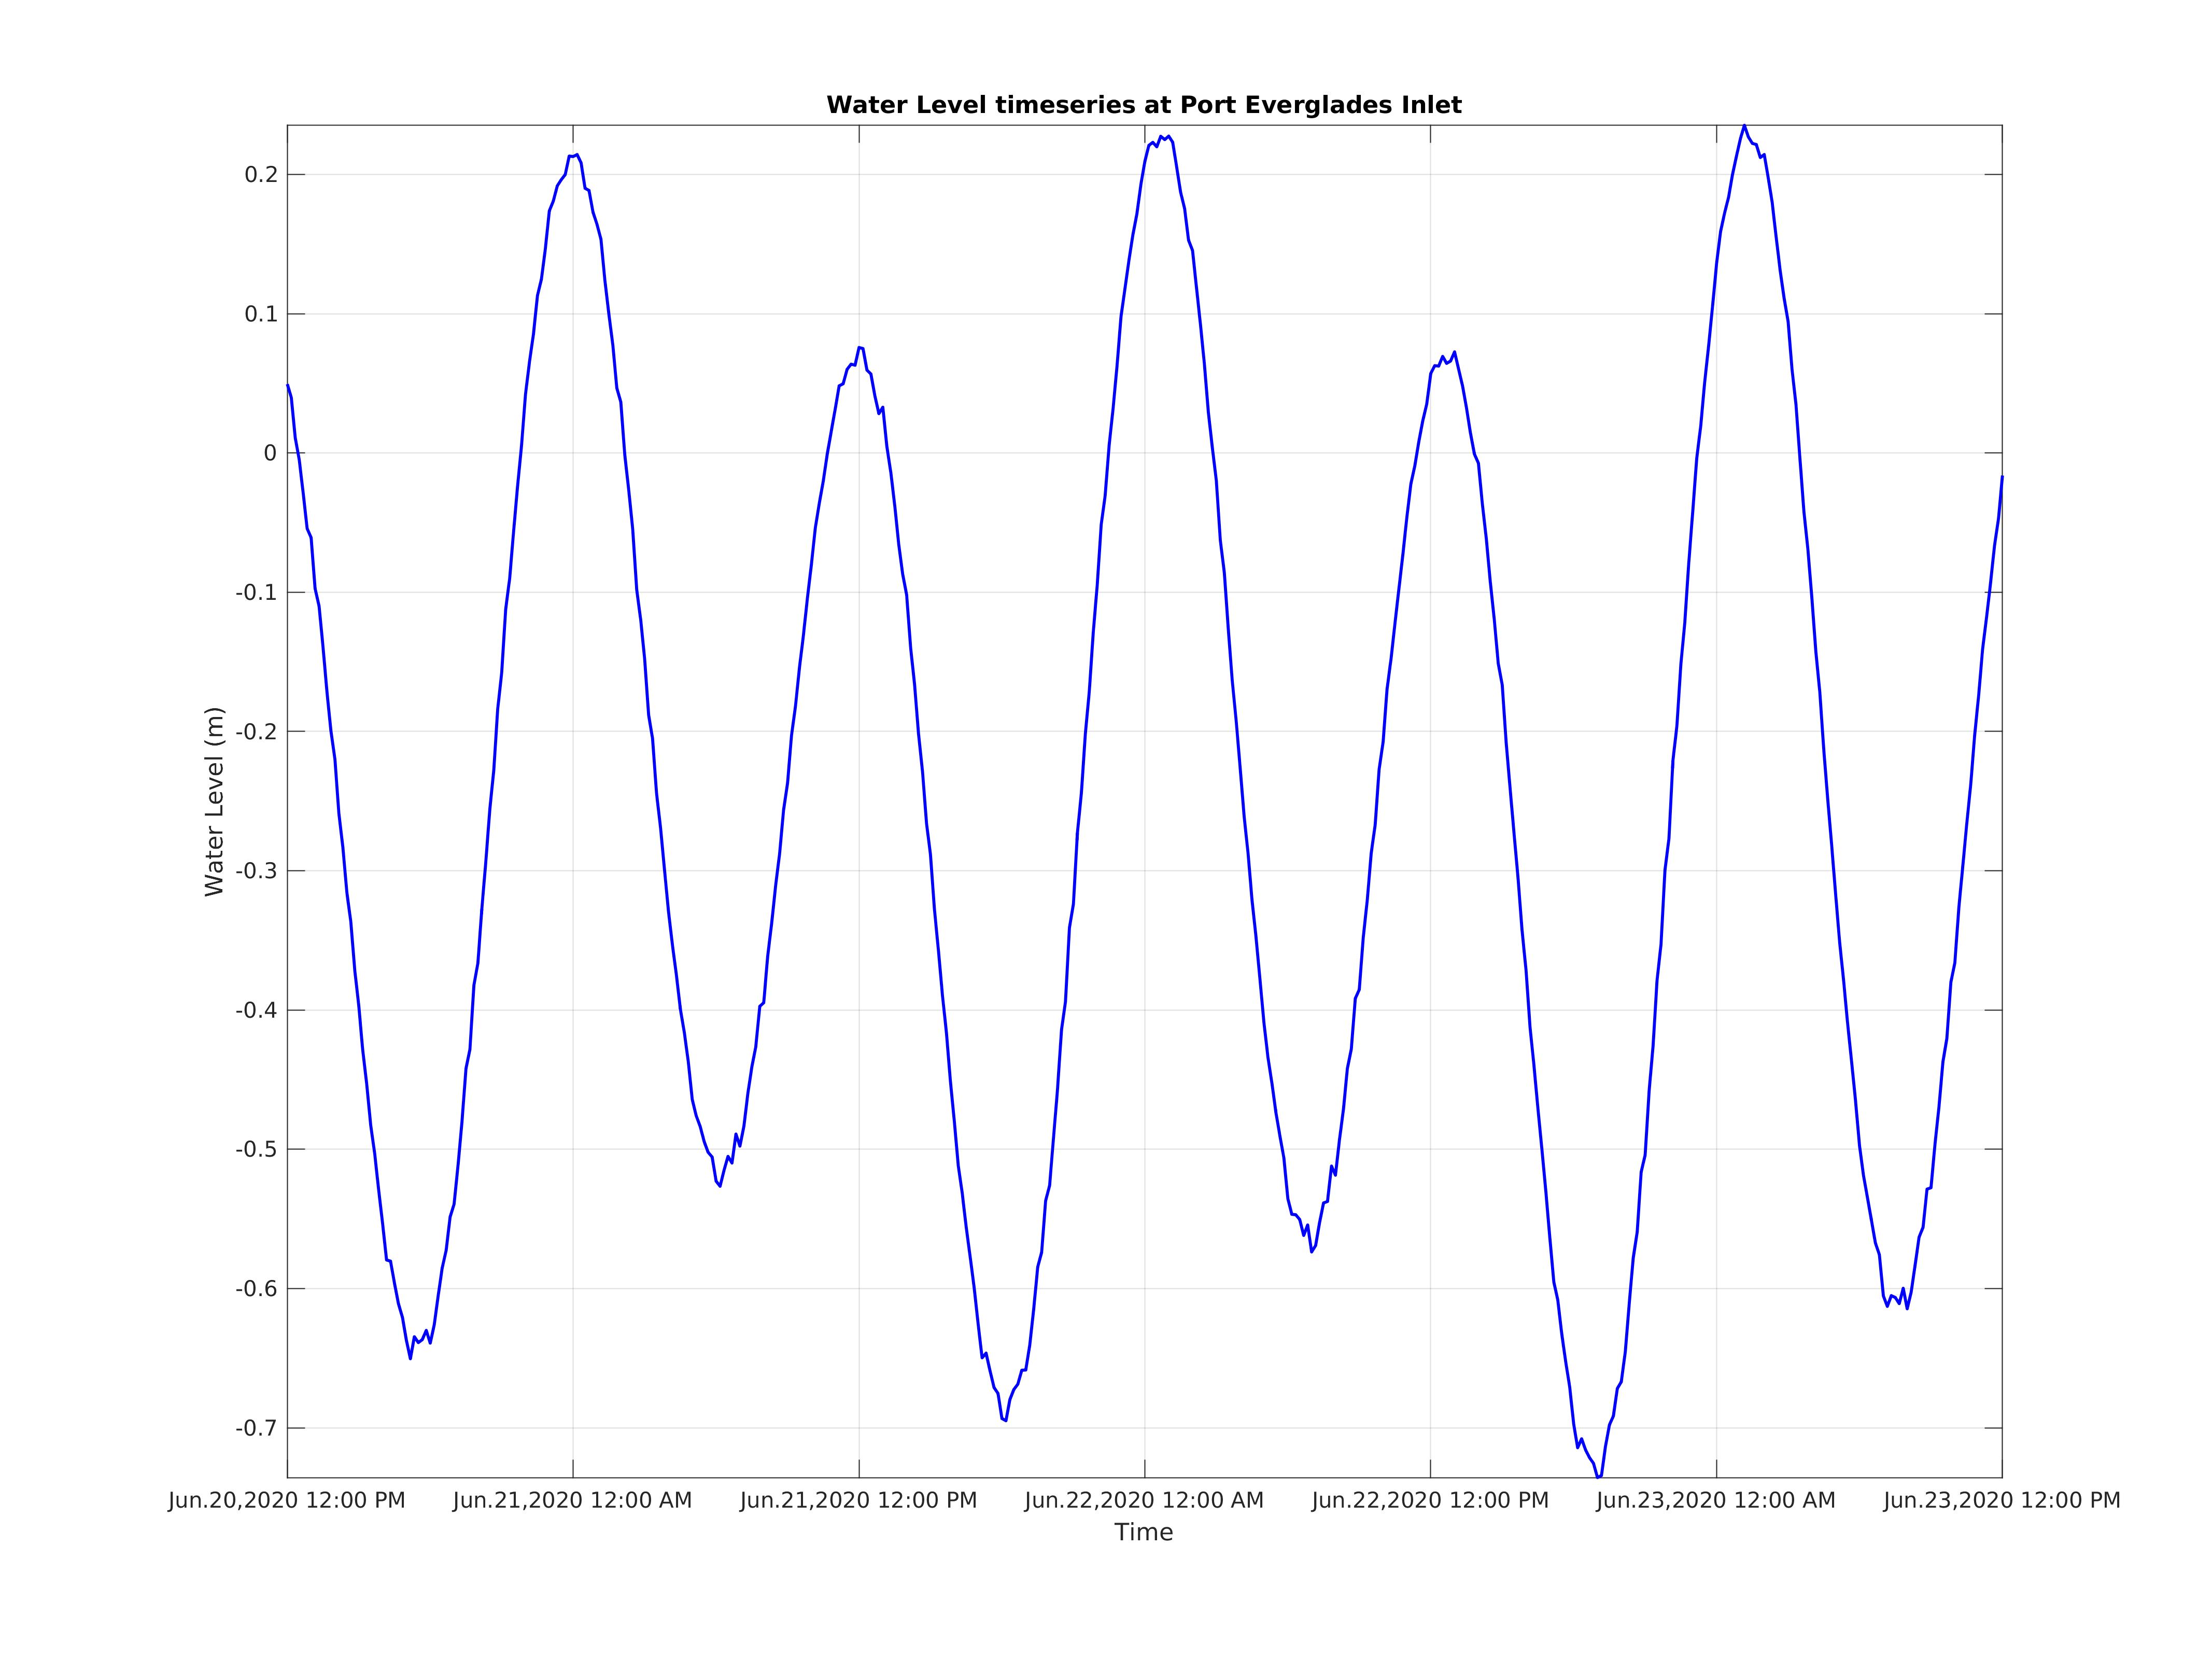 Water Level timeseries at Port Everglades Inlet
0.2
0.1
0
-0.1
-0.2
-0.3
-0.4
-0.5
-0.6
-0.7
Water Level (m)
Jun.20,2020 12:00 PM
Jun.21,2020 12:00 AM
Jun.21,2020 12:00 PM
Jun.22,2020 12:00 AM
Jun.22,2020 12:00 PM
Jun.23,2020 12:00 AM
Jun.23,2020 12:00 PM
Time